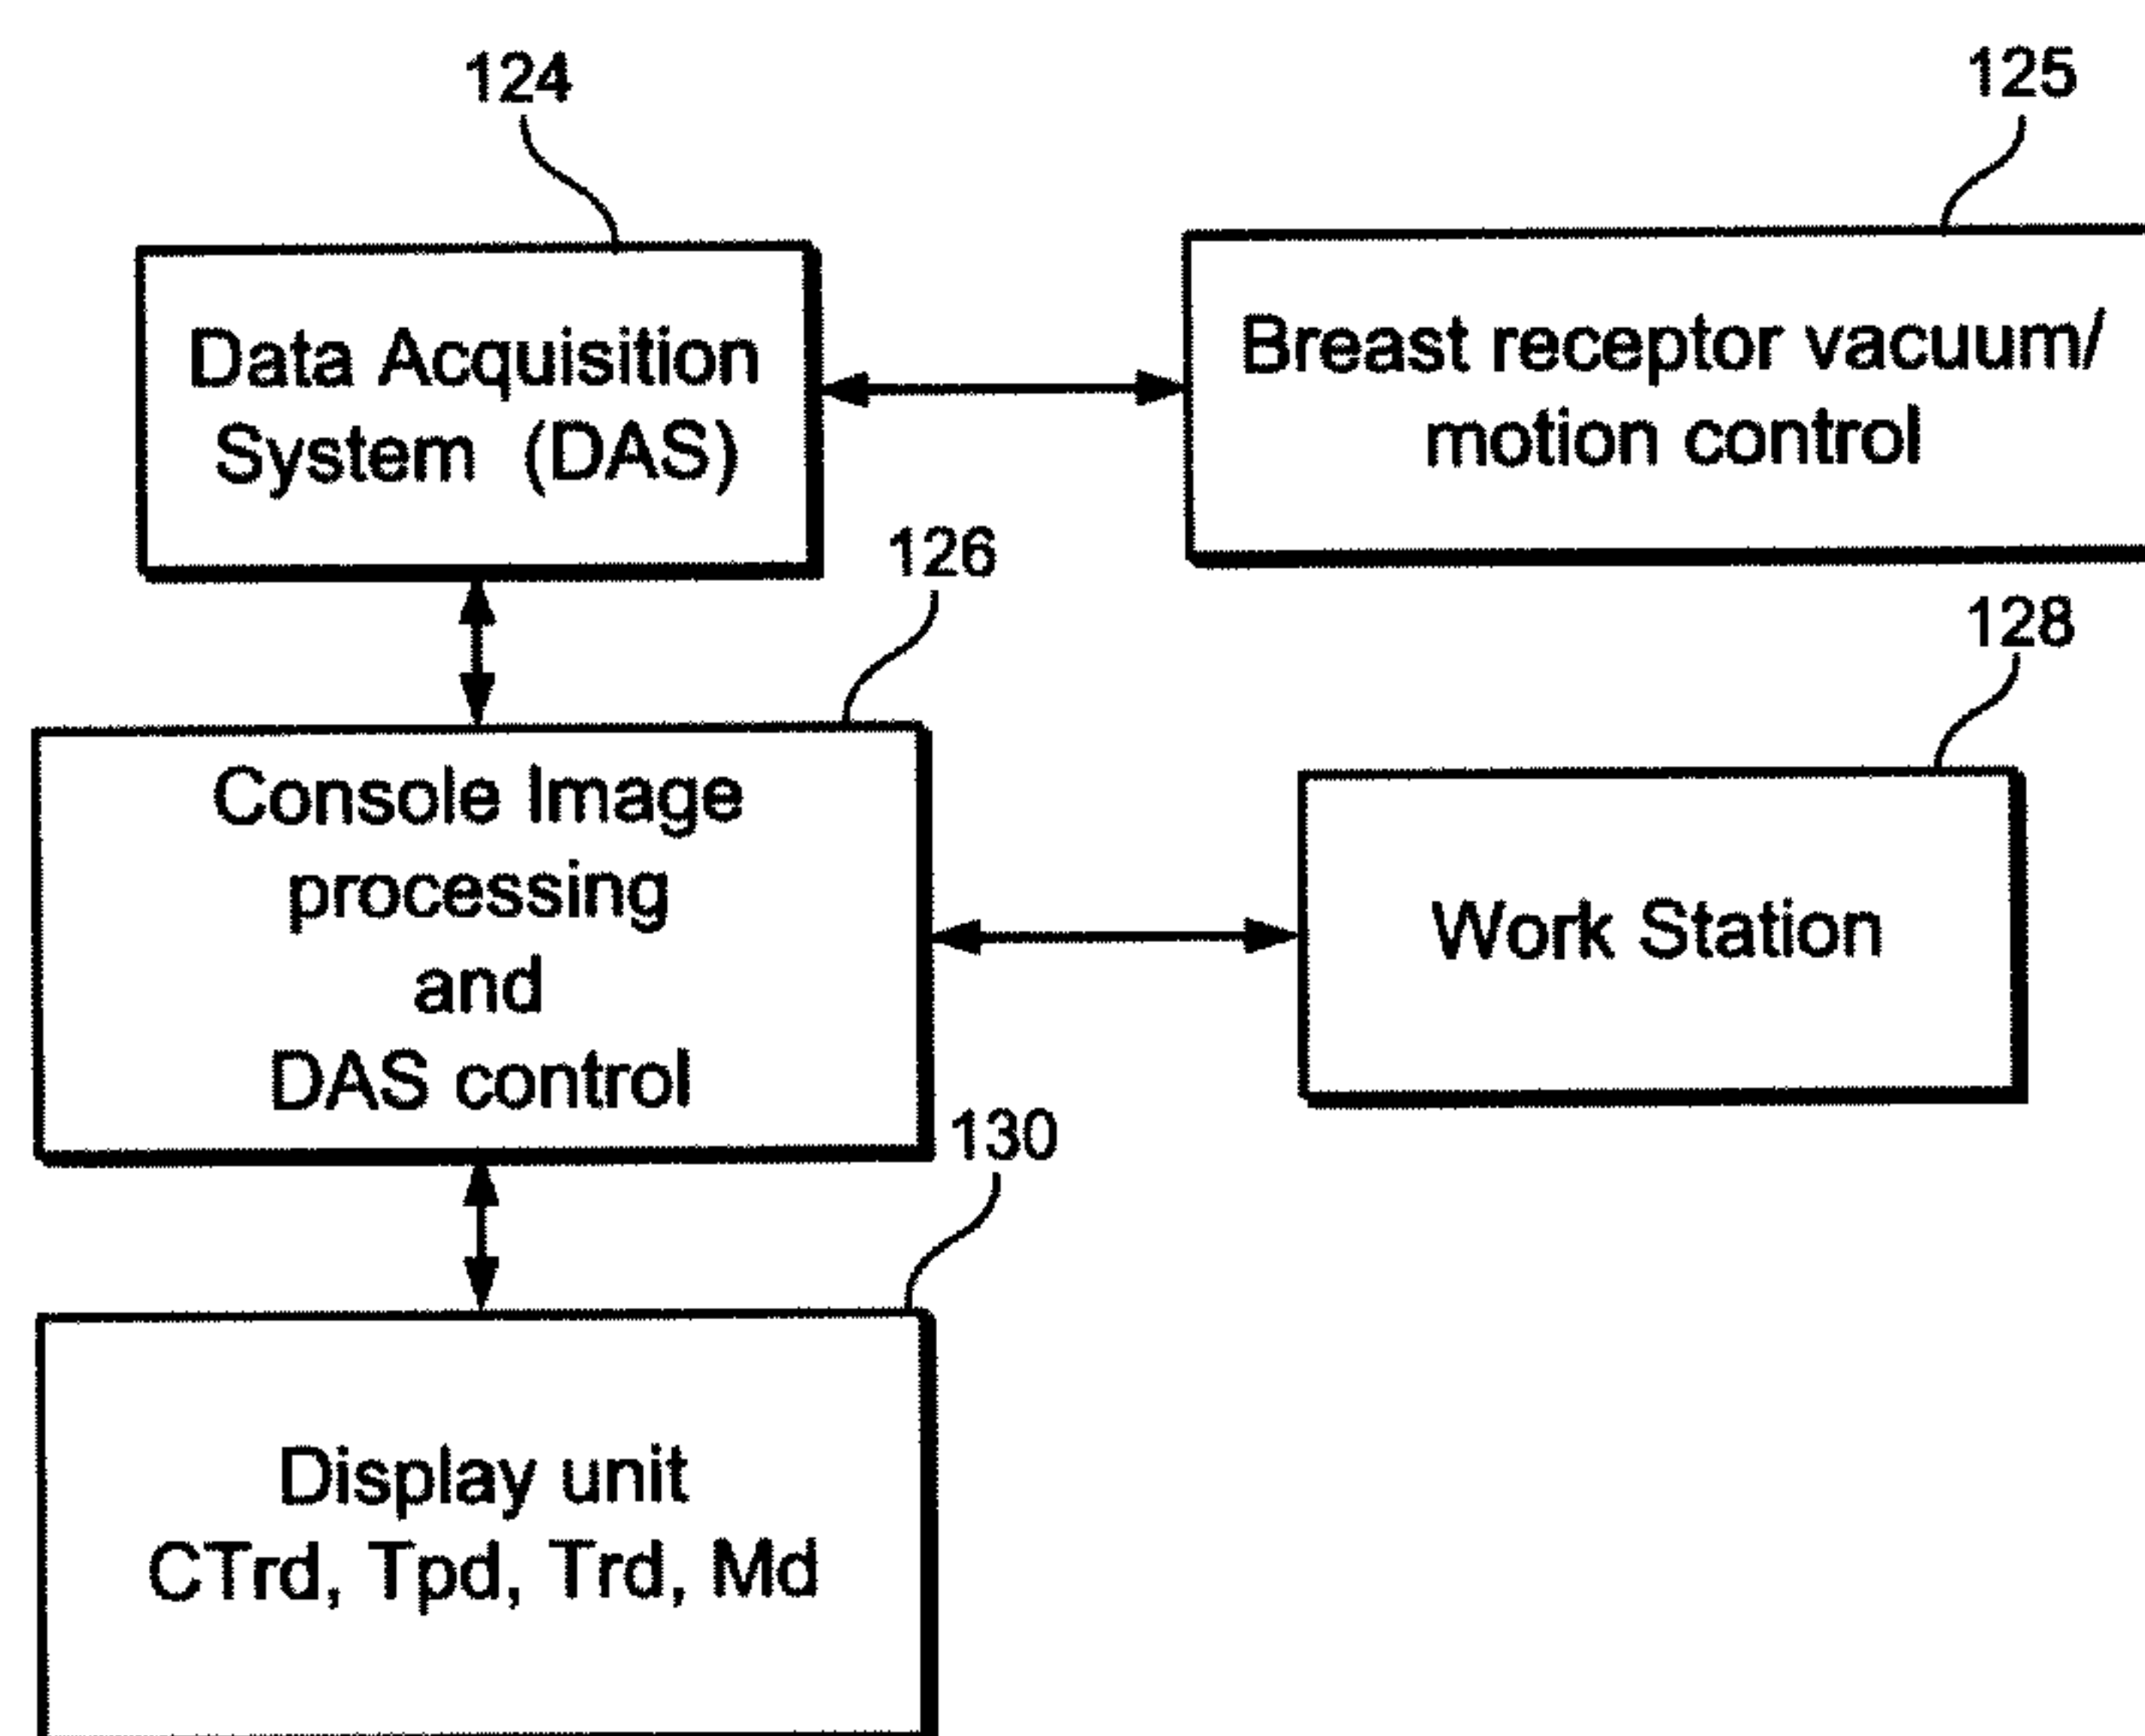 124
125
Data Acquisition
System (DAS)
Breast receptor vacuum/
motion control
126
128
Console Image
processing
and
DAS control
Work Station
130
Display unit
CTrd, Tpd, Trd, Md